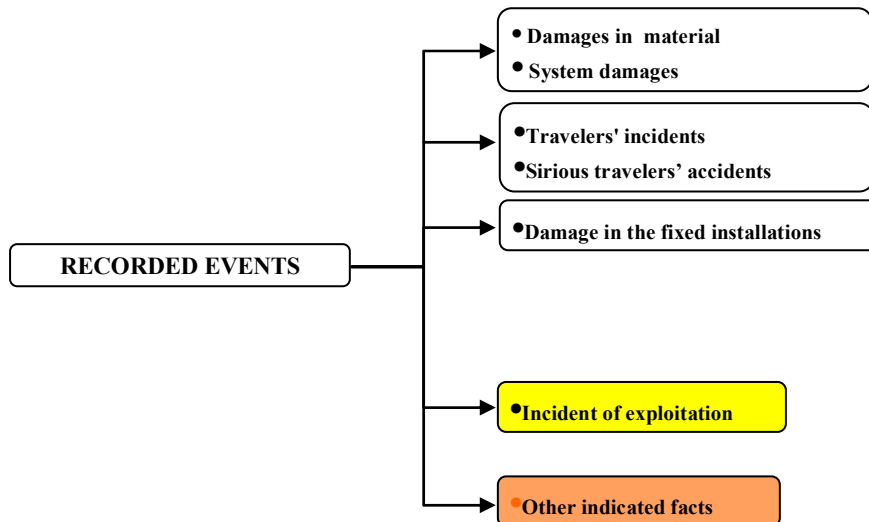 • Damages in material
• System damages
•Travelers' incidents
•Sirious travelers’ accidents
•Damage in the fixed installations
RECORDED EVENTS
•Incident of exploitation
•Other indicated facts